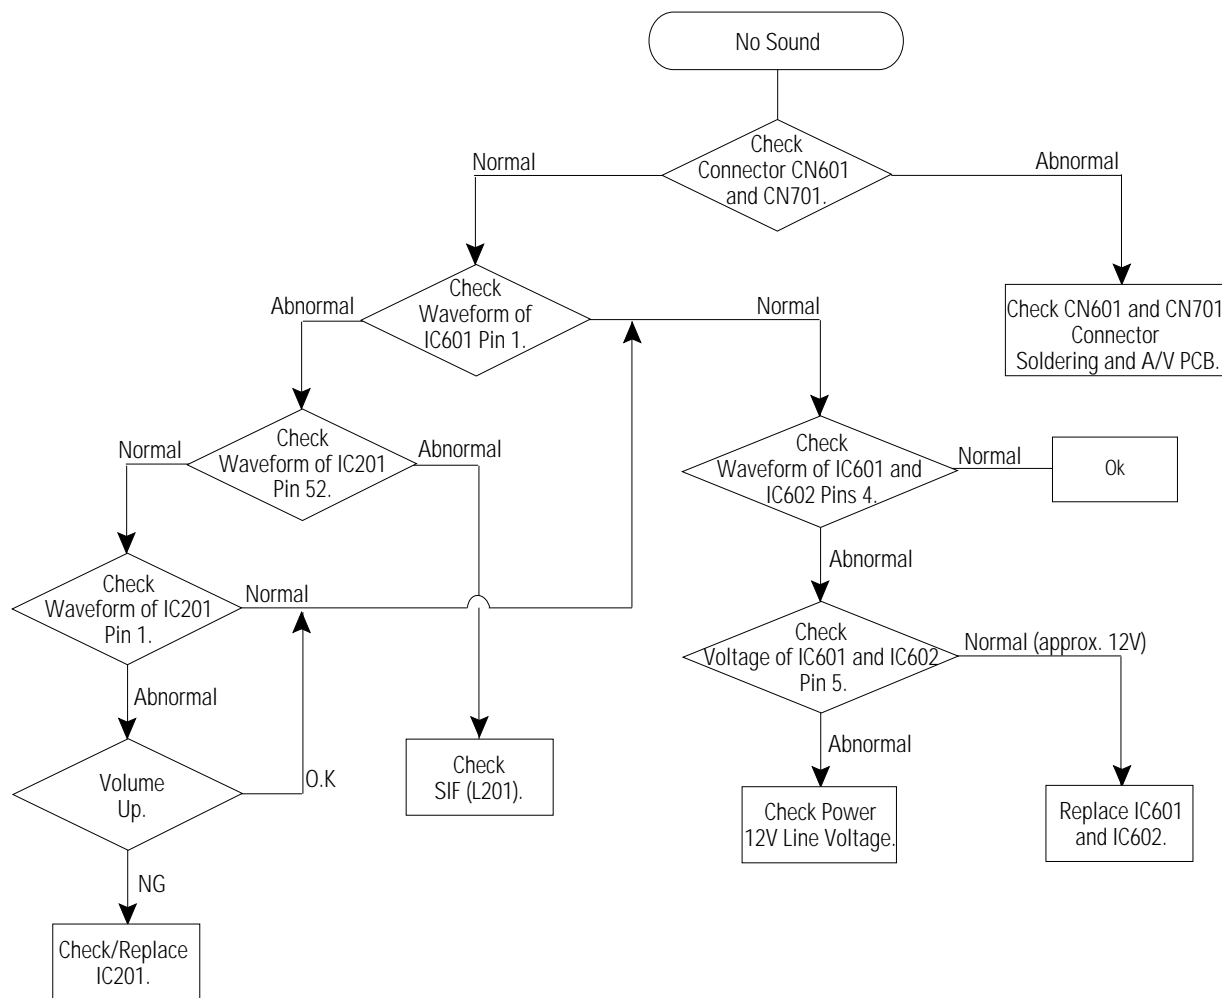 No Sound
Check
Connector CN601
and CN701.
Normal
Abnormal
Check
Waveform of
IC601 Pin 1.
Abnormal
Normal
Check CN601 and CN701
Connector
Soldering and A/V PCB.
Check
Waveform of IC201
Pin 52.
Normal
Abnormal
Check
Waveform of IC601 and
IC602 Pins 4.
Normal
Ok
Abnormal
Check
Waveform of IC201
Pin 1.
Normal
Abnormal
Check
Voltage of IC601 and IC602
Pin 5.
Normal (approx. 12V)
Abnormal
Volume
Up.
O.K
NG
Check
SIF (L201).
Check Power
12V Line Voltage.
Replace IC601
and IC602.
Check/Replace
IC201.